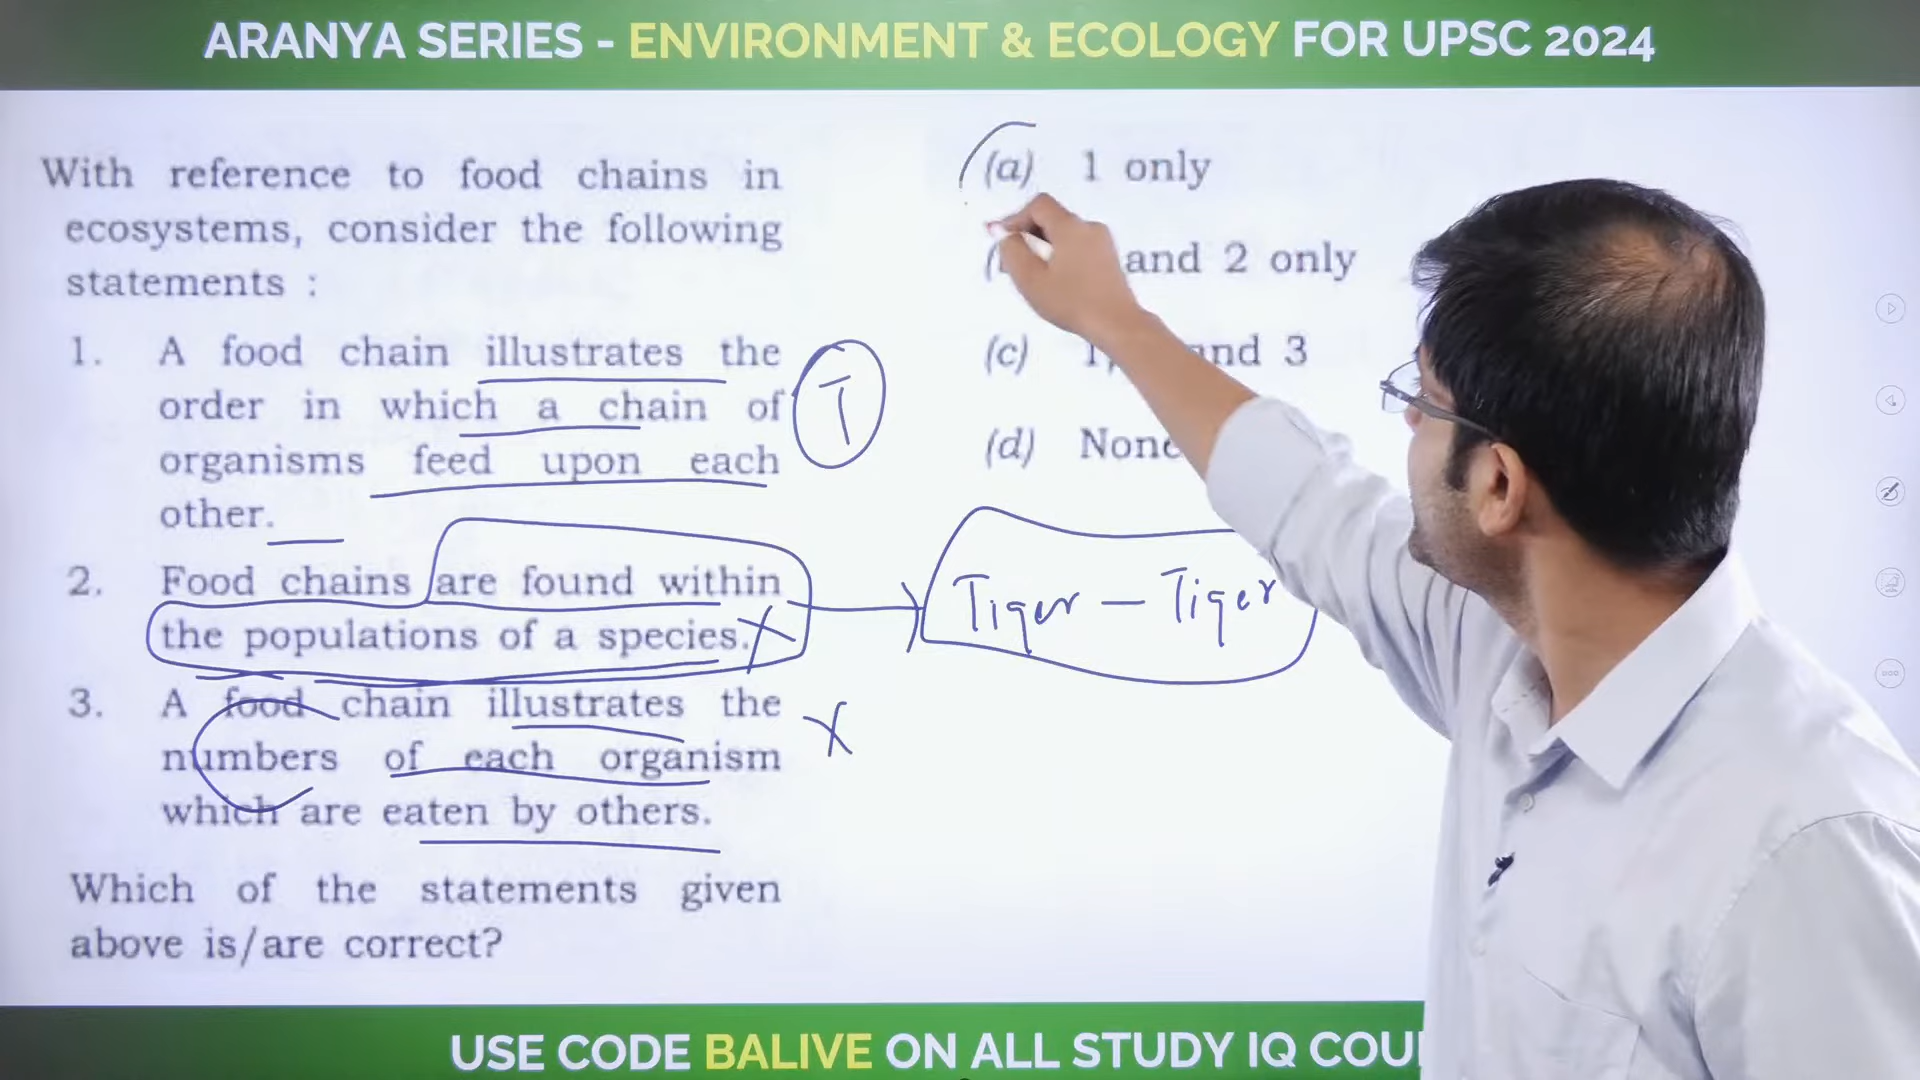 ARANYA SERIES - ENVIRONMENT & ECOLOGY FOR UPSC 2024
With reference to food chains in
ecosystems, consider the following
statements :
1. A food chain illustrates the
order in which a chain of
organisms feed upon each
other.
T
2. Food chains are found within
the populations of a species.
X
Tiger - Tiger
3. A food chain illustrates the
numbers of each organism
which are eaten by others.
X
Which of the statements given
above is/are correct?
(a) 1 only
and 2 only
(c) 1, and 3
(d) None
USE CODE BALIVE ON ALL STUDY IQ COU